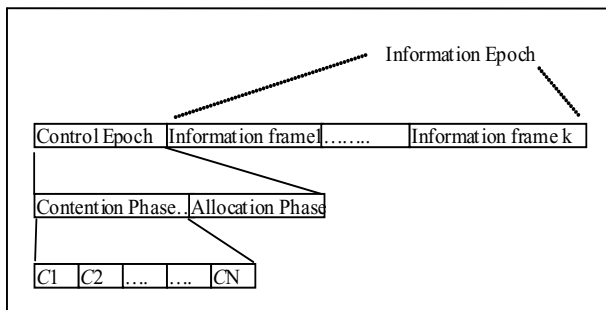 Information Epoch
Control Epoch Information frame1 …….. Information frame k
Contention Phase.. Allocation Phase
C1 C2 …. …. CN